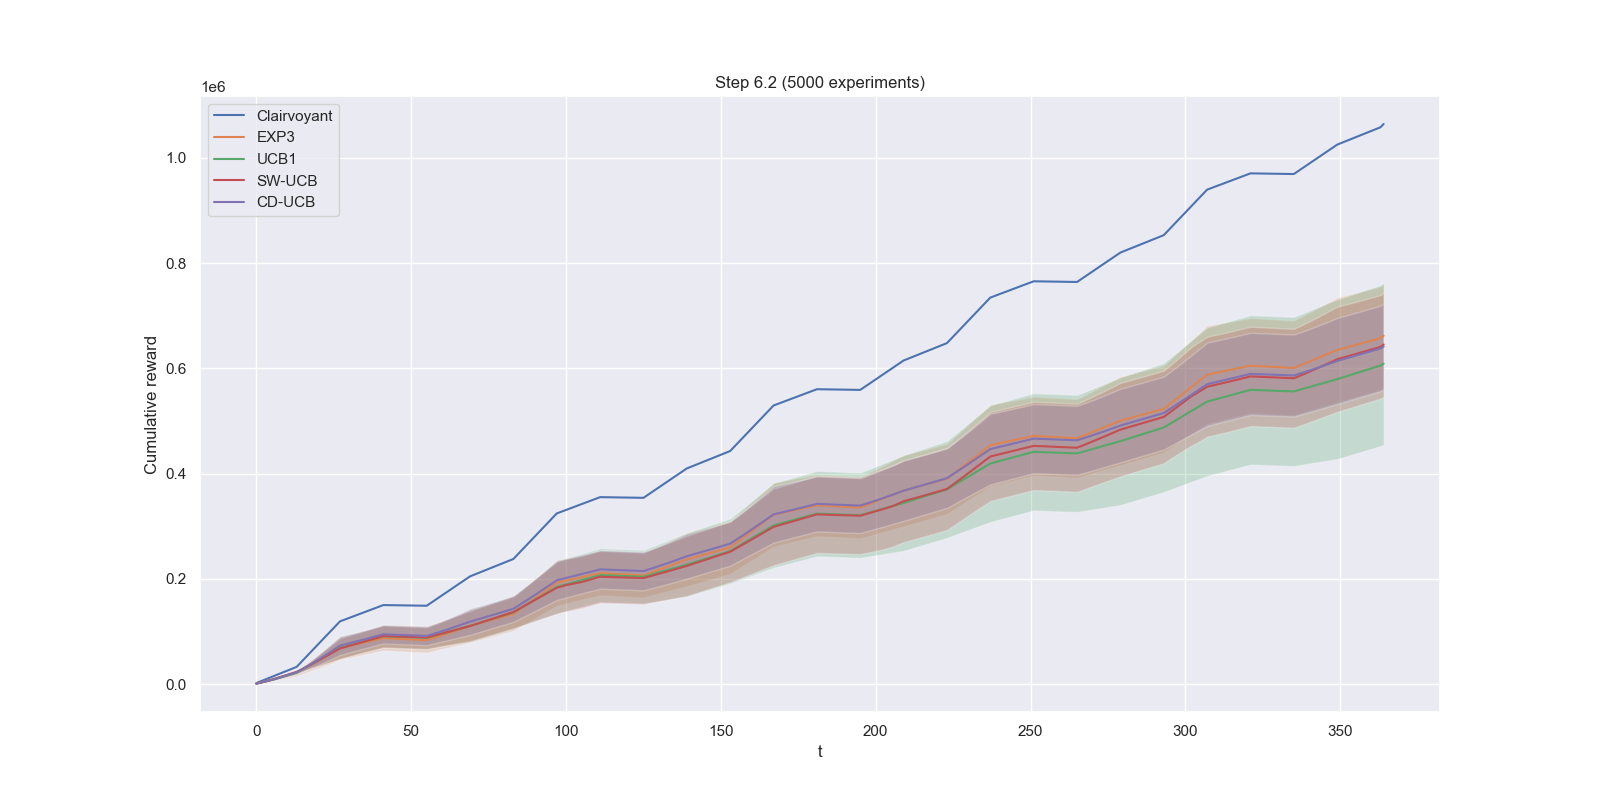 Step 6.2 (5000 experiments)
1e6
Clairvoyant
EXP3
UCB1
SW-UCB
CD-UCB
1.0
0.8
0.6
0.4
0.2
0.0
Cumulative reward
0 50 100 150 200 250 300 350
t